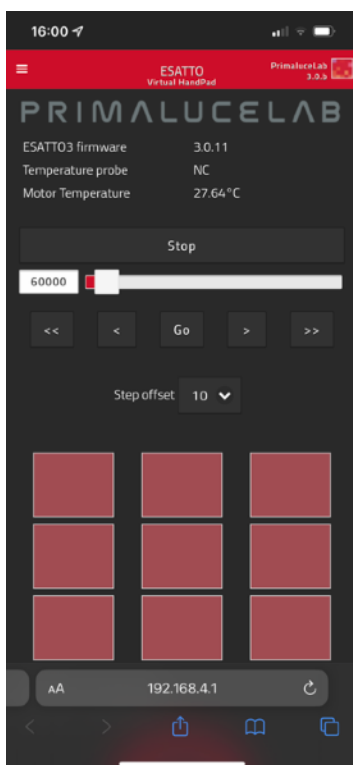 16:00
ESATTO
Virtual HandPad
PrimaluceLab
3.0.b
PRIMALUCELAB
ESATTO3 firmware 3.0.11
Temperature probe NC
Motor Temperature 27.64°C
Stop
60000
<< < Go > >>
Step offset 10
AA 192.168.4.1